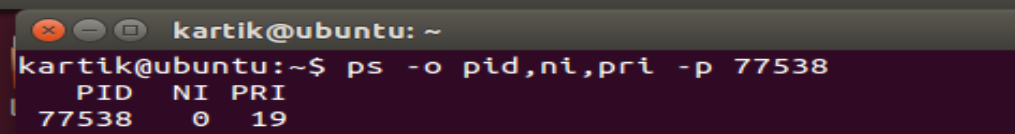 kartik@ubuntu: ~
kartik@ubuntu:~$ ps -o pid,ni,pri -p 77538
PID NI PRI
77538 0 19